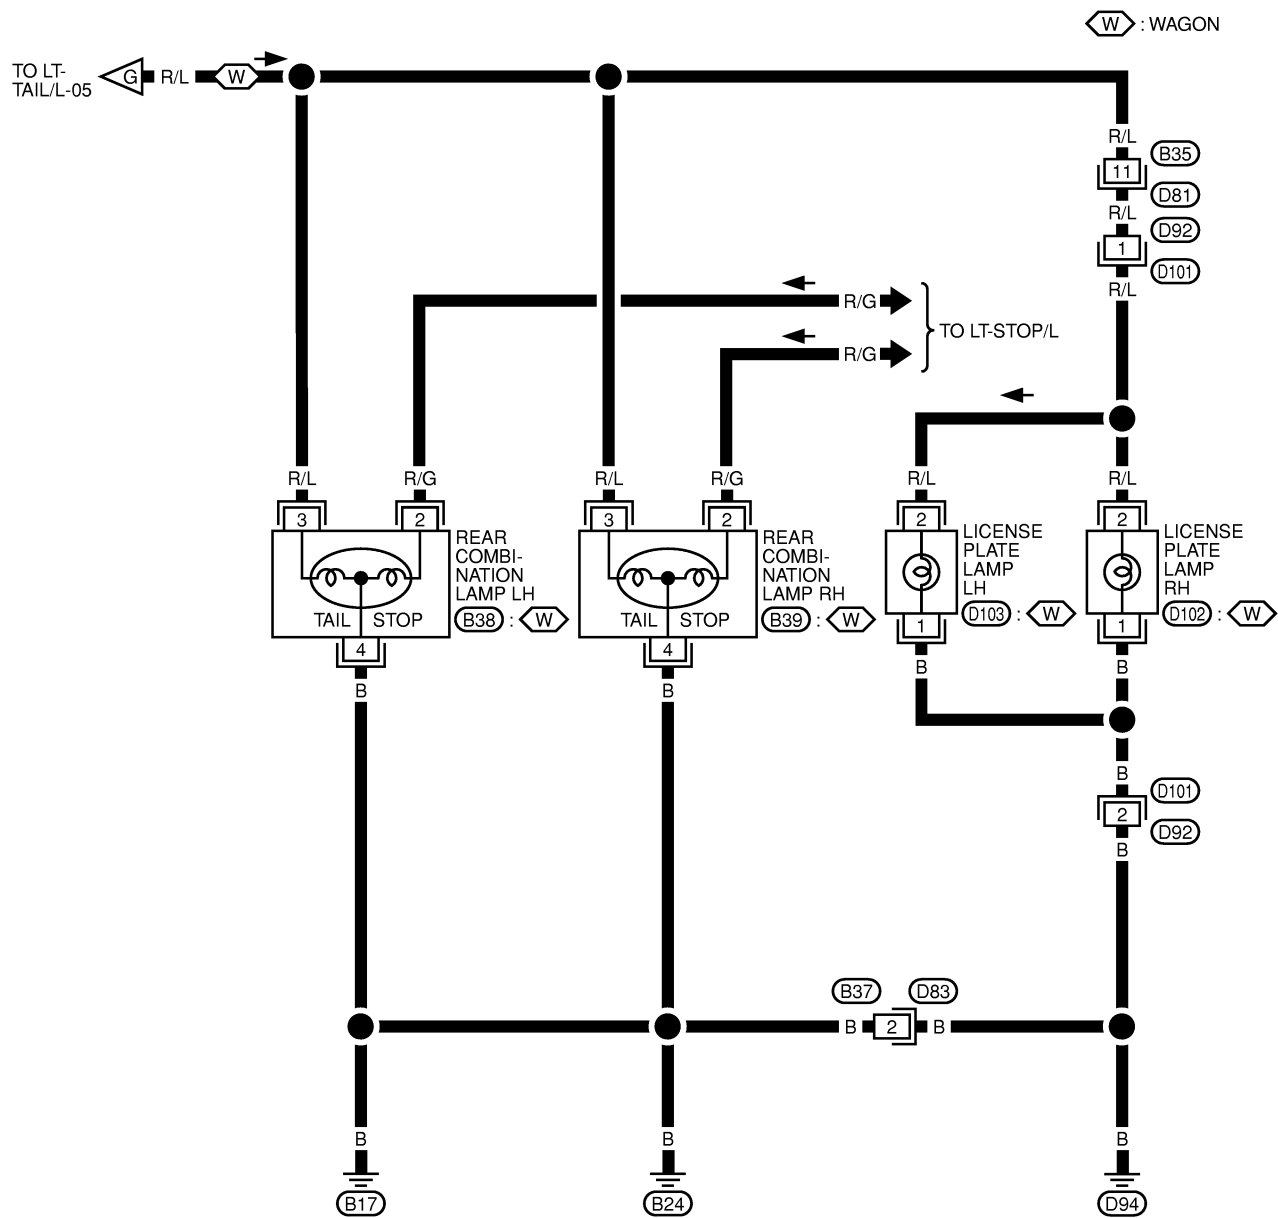 W : WAGON
TO LT-
TAIL/L-05
G R/L W
R/L
B35
11
D81
R/L
D92
1
D101
R/L
R/G
TO LT-STOP/L
R/G
R/L R/G R/L R/G R/L R/L
3 2 3 2 2 2
REAR
COMBI-
NATION
LAMP LH
B38 : W
TAIL STOP
REAR
COMBI-
NATION
LAMP RH
B39 : W
TAIL STOP
LICENSE
PLATE
LAMP
LH
D103 : W
LICENSE
PLATE
LAMP
RH
D102 : W
4 4 1 1
B B B B
B
D101
2
D92
B
B37 D83
B 2 B
B B B
B17 B24 D94